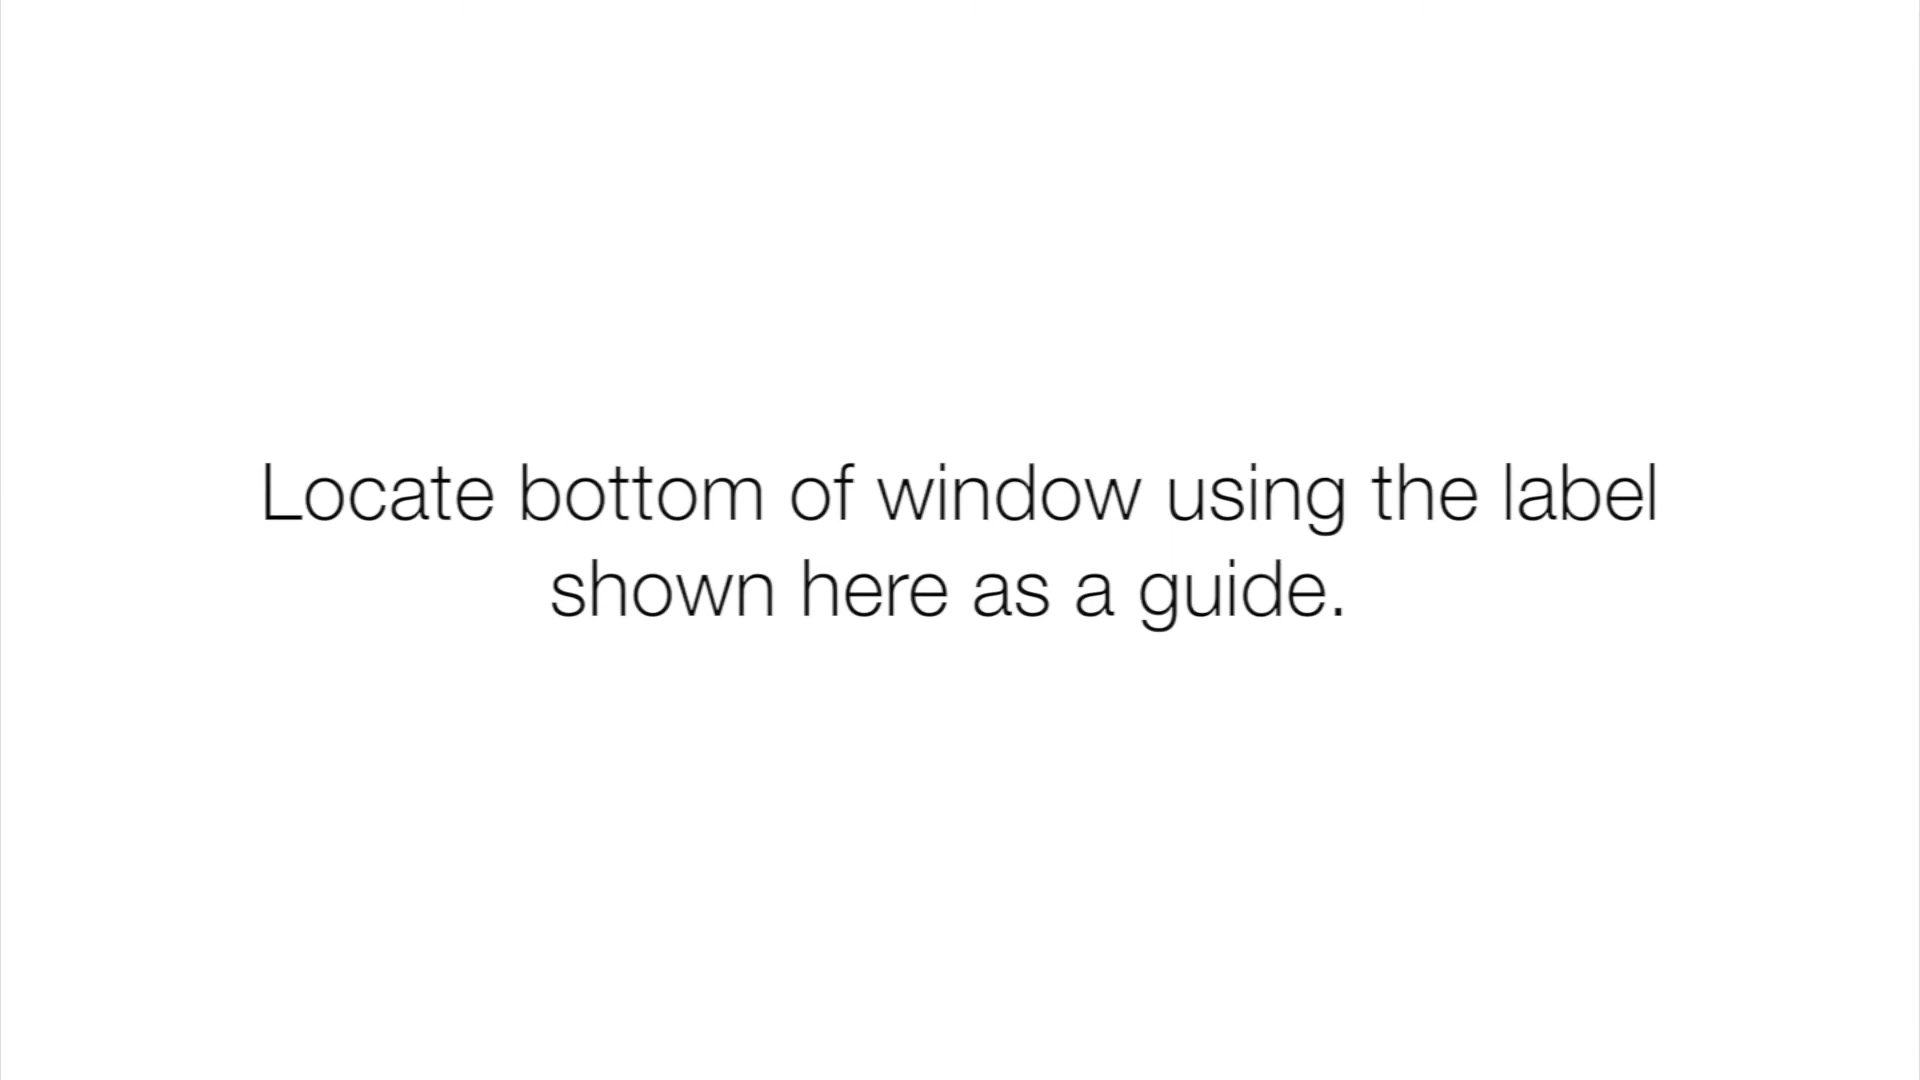 Locate bottom of window using the label
shown here as a guide.